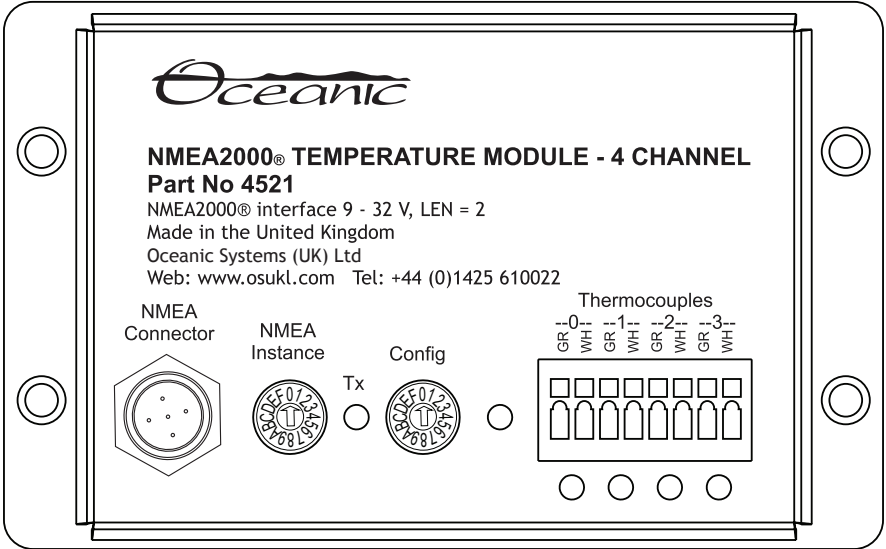 Oceanic
NMEA2000® TEMPERATURE MODULE - 4 CHANNEL
Part No 4521
NMEA2000® interface 9 - 32 V, LEN = 2
Made in the United Kingdom
Oceanic Systems (UK) Ltd
Web: www.osukl.com Tel: +44 (0)1425 610022
NMEA
Connector
NMEA
Instance
Tx
Config
Thermocouples
--0-- --1-- --2-- --3--
GR WH GR WH GR WH GR WH
0123456789ABCDEF
0123456789ABCDEF